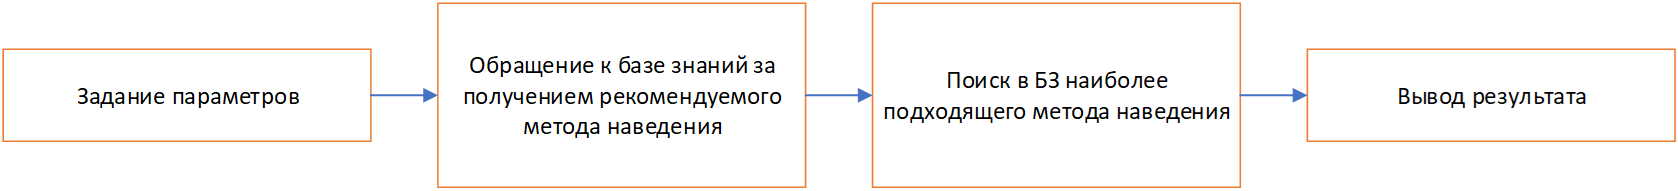 Задание параметров
Обращение к базе знаний за
получением рекомендуемого
метода наведения
Поиск в БЗ наиболее
подходящего метода наведения
Вывод результата